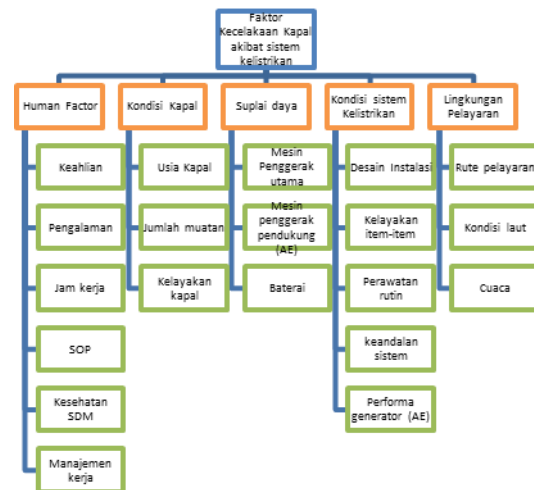 Faktor
Kecelakaan Kapal
akibat sistem
kelistrikan
Human Factor
Kondisi Kapal
Suplai daya
Kondisi sistem
Kelistrikan
Lingkungan
Pelayaran
Keahlian
Pengalaman
Jam kerja
SOP
Kesehatan
SDM
Manajemen
kerja
Usia Kapal
Jumlah muatan
Kelayakan
kapal
Mesin
Penggerak
utama
Mesin
penggerak
pendukung
(AE)
Baterai
Desain Instalasi
Kelayakan
item-item
Perawatan
rutin
keandalan
sistem
Performa
generator (AE)
Rute pelayaran
Kondisi laut
Cuaca